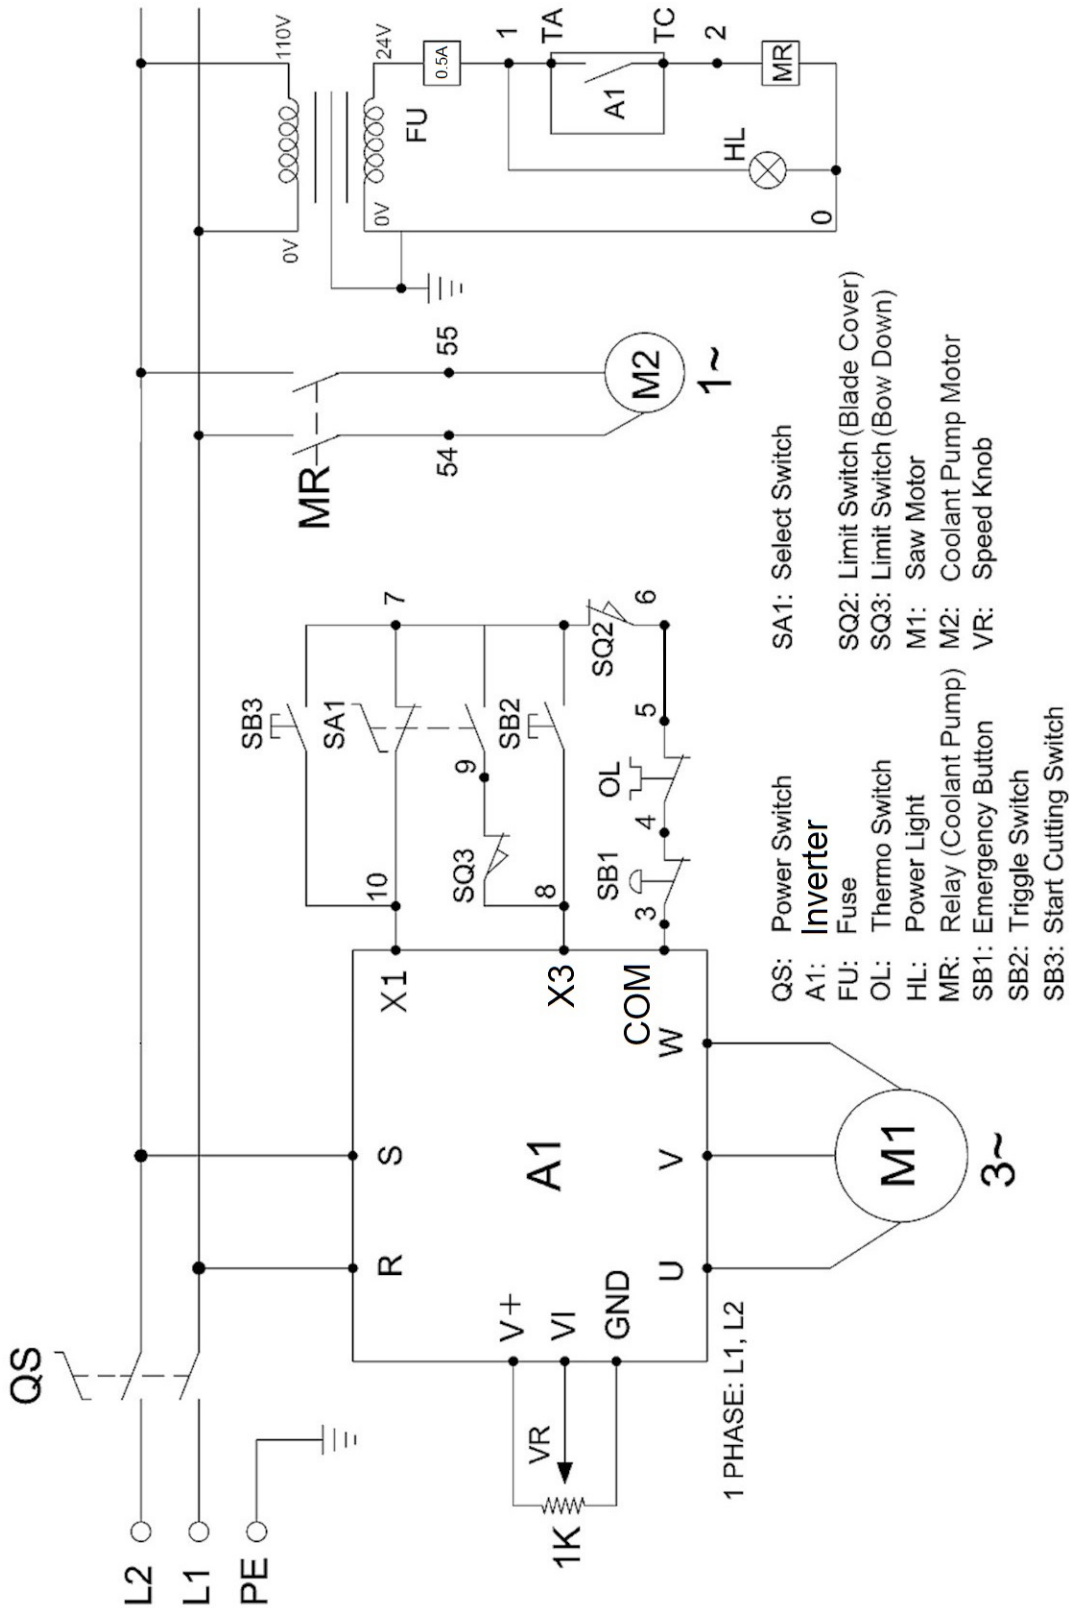 QS
L2
L1
PE
110V
0V
24V
0V
FU
0.5A
1
TA
A1
TC
2
MR
HL
0
MR
54
55
M2
1~
SB3
SA1
7
10
9
SQ3
SB2
8
SQ2
6
SB1
OL
3
4
5
R
S
A1
X1
X3
COM
V+
VI
GND
VR
1K
U
V
W
M1
3~
1 PHASE: L1, L2
QS: Power Switch
A1: Inverter
FU: Fuse
OL: Thermo Switch
HL: Power Light
MR: Relay (Coolant Pump)
SB1: Emergency Button
SB2: Triggle Switch
SB3: Start Cutting Switch
SA1: Select Switch
SQ2: Limit Switch (Blade Cover)
SQ3: Limit Switch (Bow Down)
M1: Saw Motor
M2: Coolant Pump Motor
VR: Speed Knob